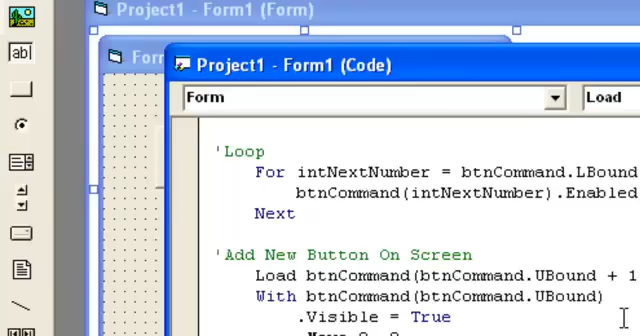 Project1 - Form1 (Form)
ab
Form
Project1 - Form1 (Code)
Form
Load
'Loop
For intNextNumber = btnCommand.LBound
btnCommand(intNextNumber).Enabled
Next
'Add New Button On Screen
Load btnCommand(btnCommand.UBound + 1
With btnCommand(btnCommand.UBound)
.Visible = True